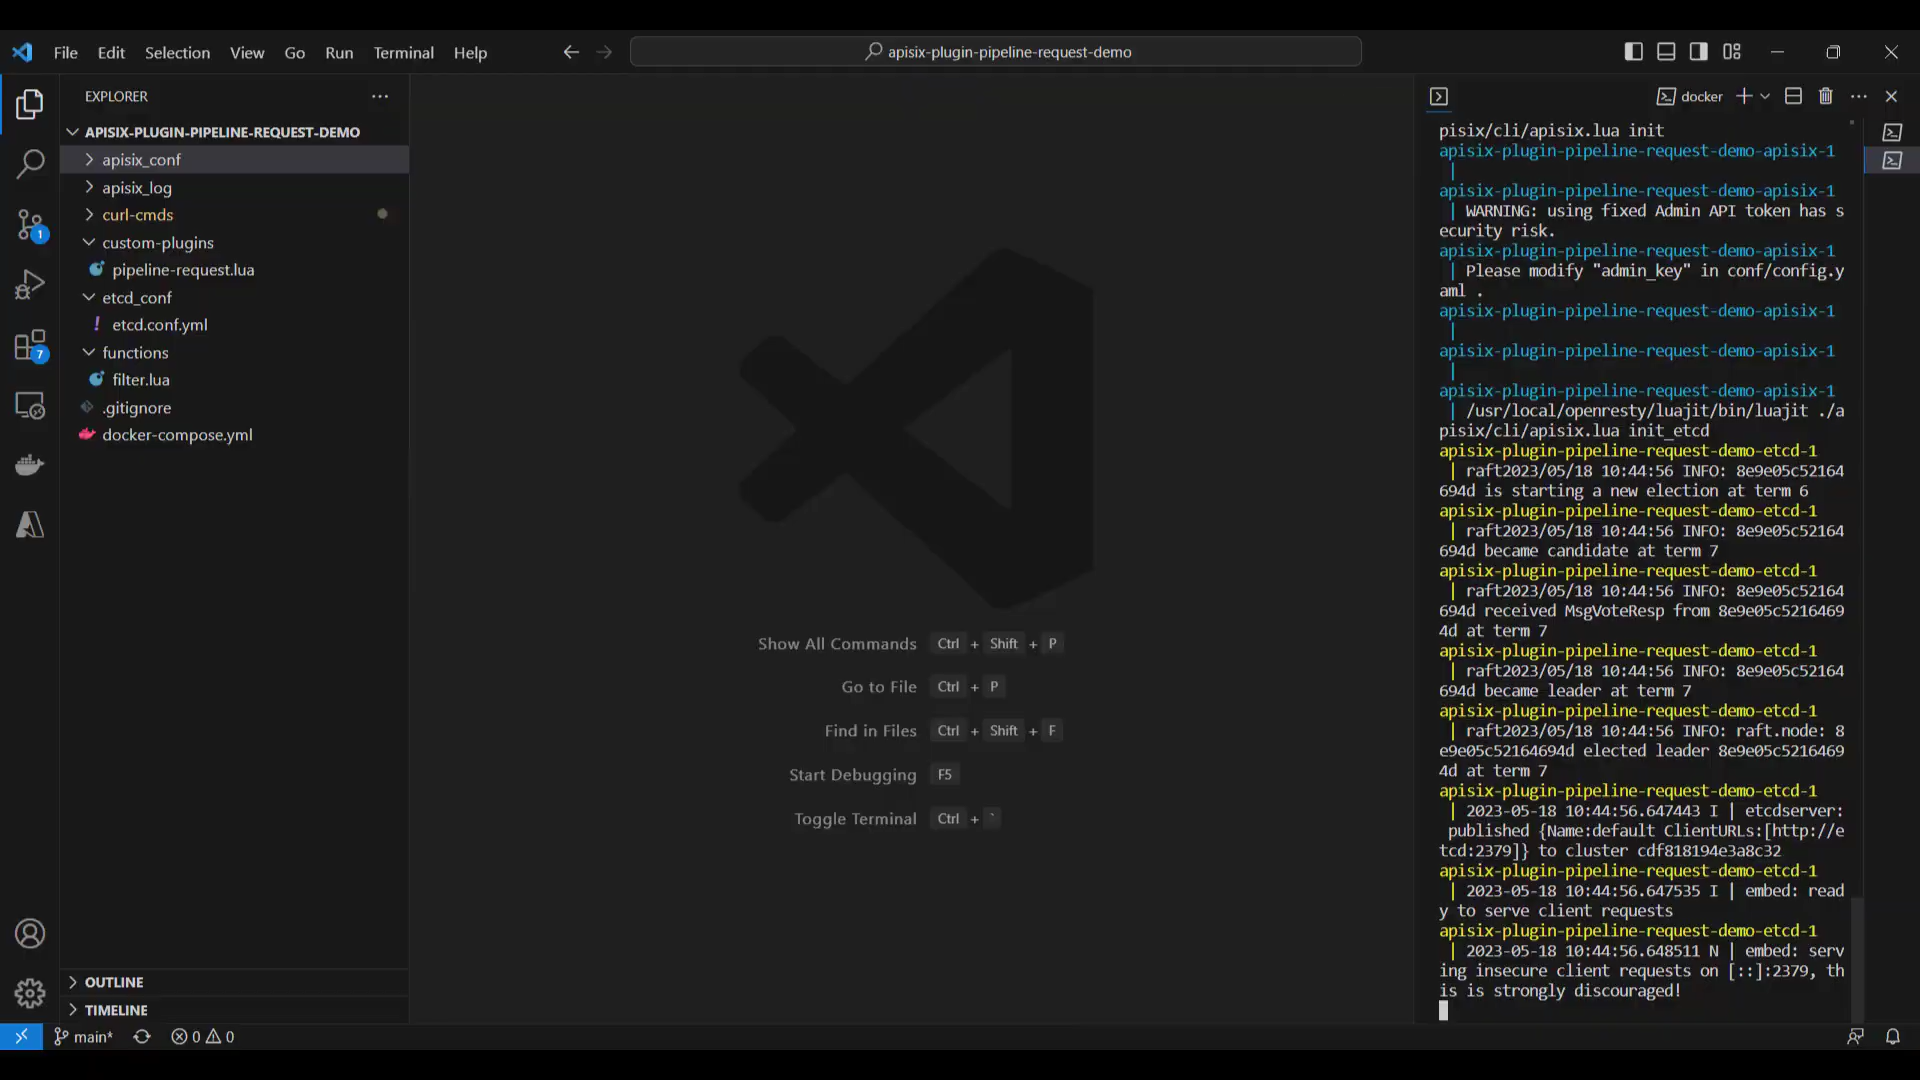 File Edit Selection View Go Run Terminal Help
apisix-plugin-pipeline-request-demo
EXPLORER
APISIX-PLUGIN-PIPELINE-REQUEST-DEMO
apisix_conf
apisix_log
curl-cmds
custom-plugins
pipeline-request.lua
etcd_conf
! etcd.conf.yml
functions
filter.lua
.gitignore
docker-compose.yml
1
7
OUTLINE
TIMELINE
main*
0 0
Show All Commands Ctrl + Shift + P
Go to File Ctrl + P
Find in Files Ctrl + Shift + F
Start Debugging F5
Toggle Terminal Ctrl + `
docker
pisix/cli/apisix.lua init
apisix-plugin-pipeline-request-demo-apisix-1
|
apisix-plugin-pipeline-request-demo-apisix-1
| WARNING: using fixed Admin API token has s
ecurity risk.
apisix-plugin-pipeline-request-demo-apisix-1
| Please modify "admin_key" in conf/config.y
aml .
apisix-plugin-pipeline-request-demo-apisix-1
|
apisix-plugin-pipeline-request-demo-apisix-1
|
apisix-plugin-pipeline-request-demo-apisix-1
| /usr/local/openresty/luajit/bin/luajit ./a
pisix/cli/apisix.lua init_etcd
apisix-plugin-pipeline-request-demo-etcd-1
| raft2023/05/18 10:44:56 INFO: 8e9e05c52164
694d is starting a new election at term 6
apisix-plugin-pipeline-request-demo-etcd-1
| raft2023/05/18 10:44:56 INFO: 8e9e05c52164
694d became candidate at term 7
apisix-plugin-pipeline-request-demo-etcd-1
| raft2023/05/18 10:44:56 INFO: 8e9e05c52164
694d received MsgVoteResp from 8e9e05c5216469
4d at term 7
apisix-plugin-pipeline-request-demo-etcd-1
| raft2023/05/18 10:44:56 INFO: 8e9e05c52164
694d became leader at term 7
apisix-plugin-pipeline-request-demo-etcd-1
| raft2023/05/18 10:44:56 INFO: raft.node: 8
e9e05c52164694d elected leader 8e9e05c5216469
4d at term 7
apisix-plugin-pipeline-request-demo-etcd-1
| 2023-05-18 10:44:56.647443 I | etcdserver:
published {Name:default ClientURLs:[http://e
tcd:2379]} to cluster cdf818194e3a8c32
apisix-plugin-pipeline-request-demo-etcd-1
| 2023-05-18 10:44:56.647535 I | embed: read
y to serve client requests
apisix-plugin-pipeline-request-demo-etcd-1
| 2023-05-18 10:44:56.648511 N | embed: serv
ing insecure client requests on [::]:2379, th
is is strongly discouraged!